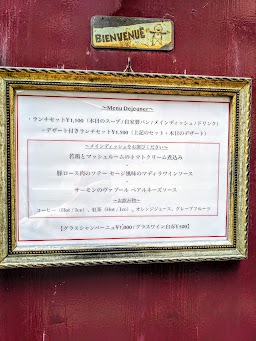 BIENVENUE
～Menu Dejeuner～
・ランチセット¥1,500（本日のスープ/自家製パン/メインディッシュ/ドリンク）
・デザート付きランチセット¥2,500（上記のセット・本日のデザート）
～メインディッシュをお選びください～
若鶏とマッシュルームのトマトクリーム煮込み
豚ロース肉のソテー セージ風味のマディラワインソース
サーモンのヴァプール ベアルネーズソース
～お飲み物～
コーヒー（Hot / Ice）、紅茶（Hot / Ice）、オレンジジュース、グレープフルーツ
【グラスシャンパーニュ /グラスワイン白赤